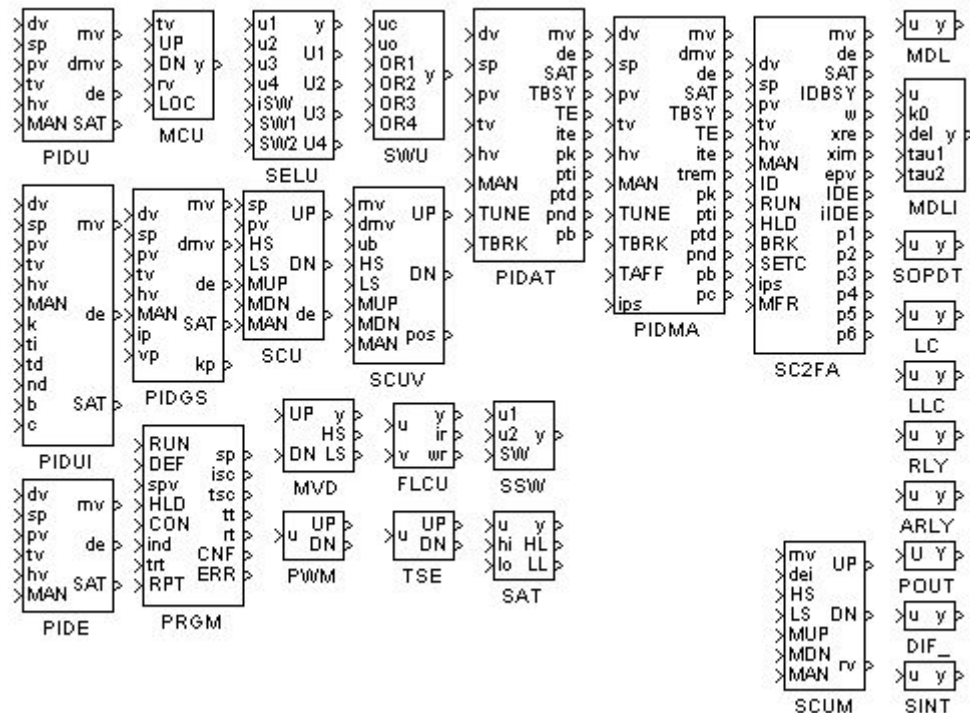 dv mv
sp
pv dmv
tv
hv de
MAN SAT
PIDU
tv
UP
DN y
rv
LOC
MCU
u1 y
u2 U1
u3
u4 U2
iSW
SW1 U3
SW2 U4
SELU
uc
uo
OR1
OR2 y
OR3
OR4
SWU
dv mv
de
sp SAT
pv TBSY
TE
tv ite
hv pk
pti
MAN ptd
TUNE pnd
TBRK pb
PIDAT
dv mv
dmv
sp de
pv SAT
TBSY
tv TE
hv ite
trem
MAN pk
TUNE pti
ptd
TBRK pnd
TAFF pb
ips pc
PIDMA
mv
de
dv SAT
sp IDBSY
pv w
tv xre
hv xim
MAN epv
ID IDE
RUN iIDE
HLD p1
BRK p2
SETC p3
ips p4
MFR p5
p6
SC2FA
u y
MDL
u
k0
del y
tau1
tau2
MDLI
u y
SOPDT
u y
LC
u y
LLC
u y
RLY
u y
ARLY
U Y
POUT
u y
DIF_
u y
SINT
dv
sp mv
pv
tv
hv
MAN de
k
ti
td
nd
b SAT
c
PIDUI
dv mv
sp
pv dmv
tv
hv de
MAN SAT
ip
vp kp
PIDGS
sp UP
pv
HS
LS DN
MUP
MDN de
MAN
SCU
mv UP
dmv
ub
HS DN
LS
MUP
MDN pos
MAN
SCUV
UP y
HS
DN LS
MVD
u y
ir
v wr
FLCU
u1
u2 y
SW
SSW
dv
sp mv
pv
tv de
hv
MAN SAT
PIDE
RUN sp
DEF isc
spv tsc
HLD tt
CON rt
ind CNF
trt ERR
RPT
PRGM
UP
u DN
PWM
UP
u DN
TSE
u y
hi HL
lo LL
SAT
mv UP
dei
HS
LS DN
MUP
MDN rv
MAN
SCUM